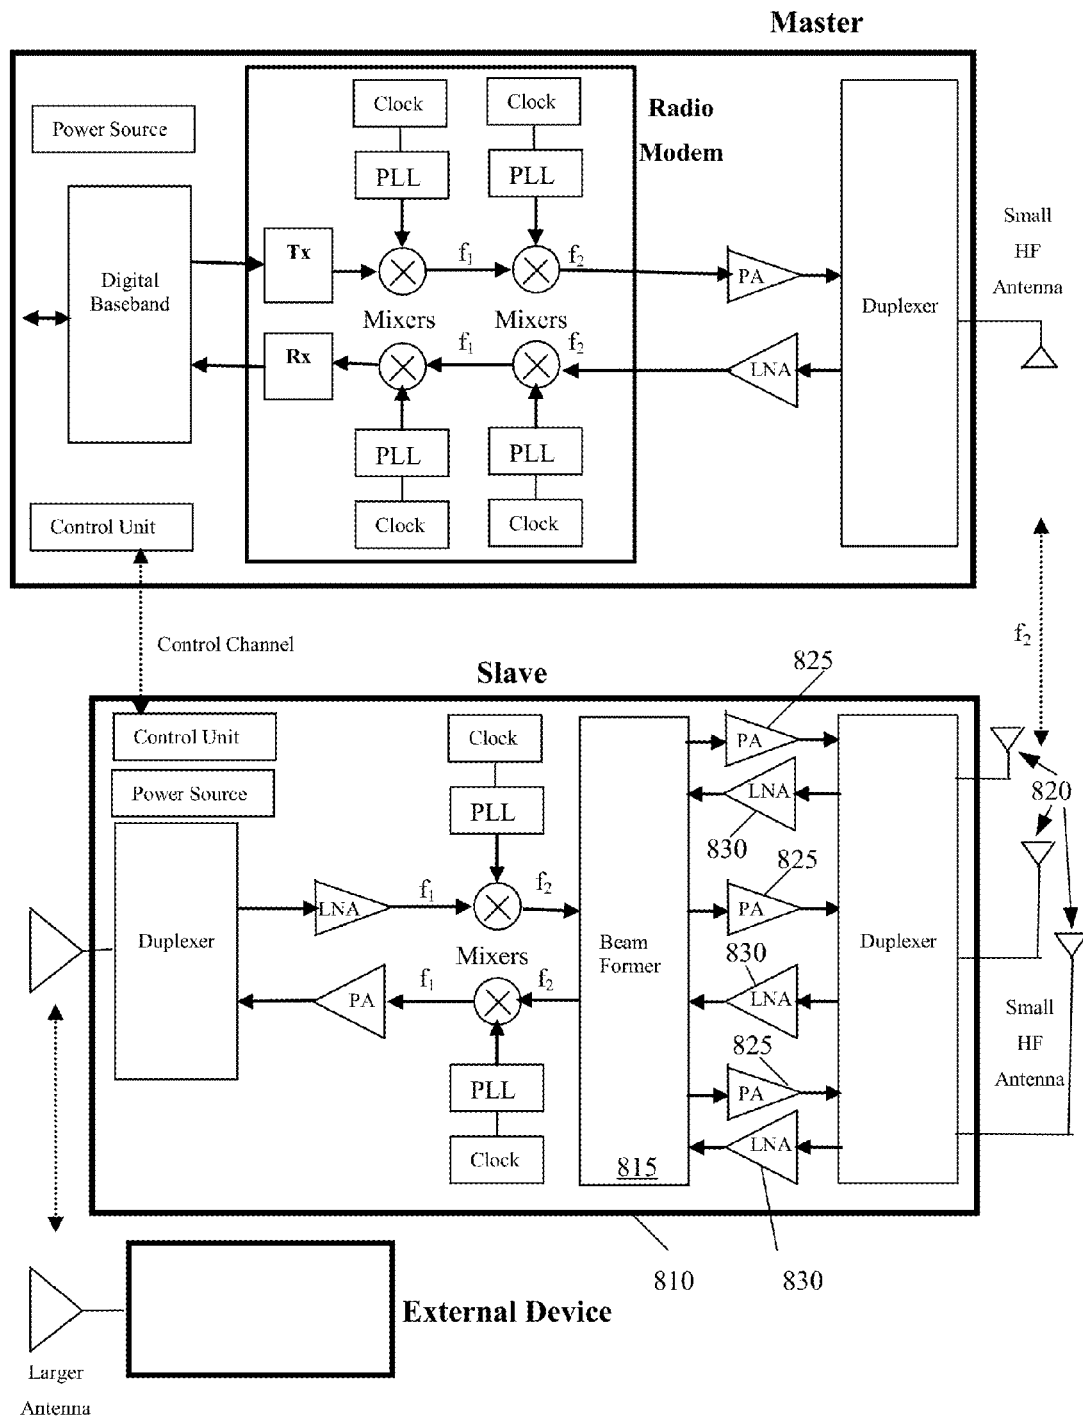 Master
Power Source
Clock
Clock
Radio
Modem
PLL
PLL
Small
HF
Antenna
Digital
Baseband
Tx
f1
f2
PA
Duplexer
Mixers
Mixers
Rx
f1
f2
LNA
PLL
PLL
Control Unit
Clock
Clock
Control Channel
f2
Slave
825
Control Unit
Clock
PA
Power Source
PLL
LNA
820
830
825
LNA
f1
f2
PA
Duplexer
Mixers
Beam
Former
Duplexer
830
PA
f1
f2
LNA
Small
HF
Antenna
825
PLL
PA
LNA
Clock
815
810
830
External Device
Larger
Antenna